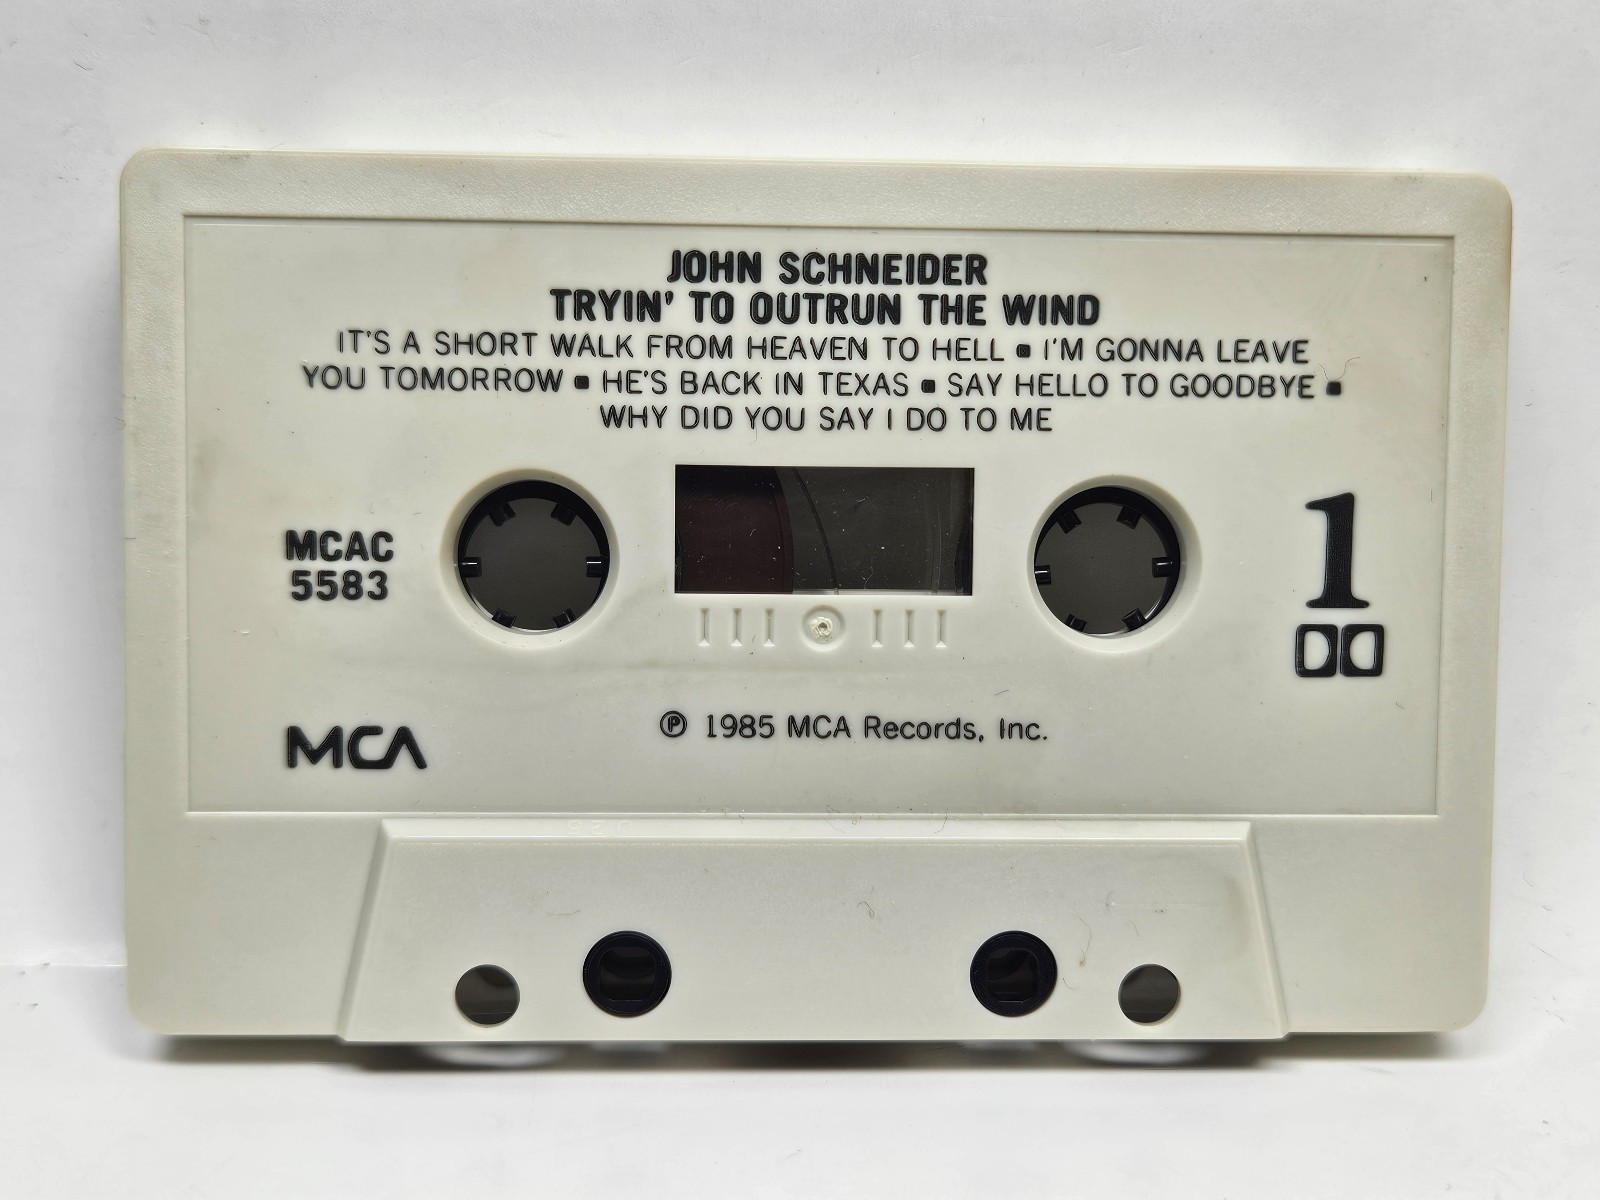 JOHN SCHNEIDER
TRYIN' TO OUTRUN THE WIND
IT'S A SHORT WALK FROM HEAVEN TO HELL ▪ I'M GONNA LEAVE
YOU TOMORROW ▪ HE'S BACK IN TEXAS ▪ SAY HELLO TO GOODBYE ▪
WHY DID YOU SAY I DO TO ME
MCAC
5583
1
MCA
℗ 1985 MCA Records, Inc.